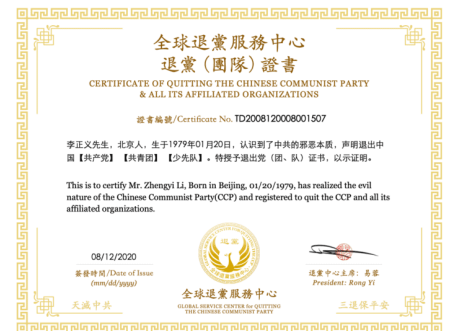 全球退黨服務中心
退黨（團隊）證書
CERTIFICATE OF QUITTING THE CHINESE COMMUNIST PARTY
& ALL ITS AFFILIATED ORGANIZATIONS
證書編號/Certificate No. TD2008120008001507
李正义先生，北京人，生于1979年01月20日，认识到了中共的邪恶本质，声明退出中
国【共产党】【共青团】【少先队】。特授予退出党（团、队）证书，以示证明。
This is to certify Mr. Zhengyi Li, Born in Beijing, 01/20/1979, has realized the evil
nature of the Chinese Communist Party(CCP) and registered to quit the CCP and all its
affiliated organizations.
08/12/2020
簽發時間/Date of Issue
(mm/dd/yyyy)
退黨
全球退黨服務中心
GLOBAL SERVICE CENTER for QUITTING
THE CHINESE COMMUNIST PARTY
退黨中心主席：易蓉
President: Rong Yi
天滅中共
三退保平安